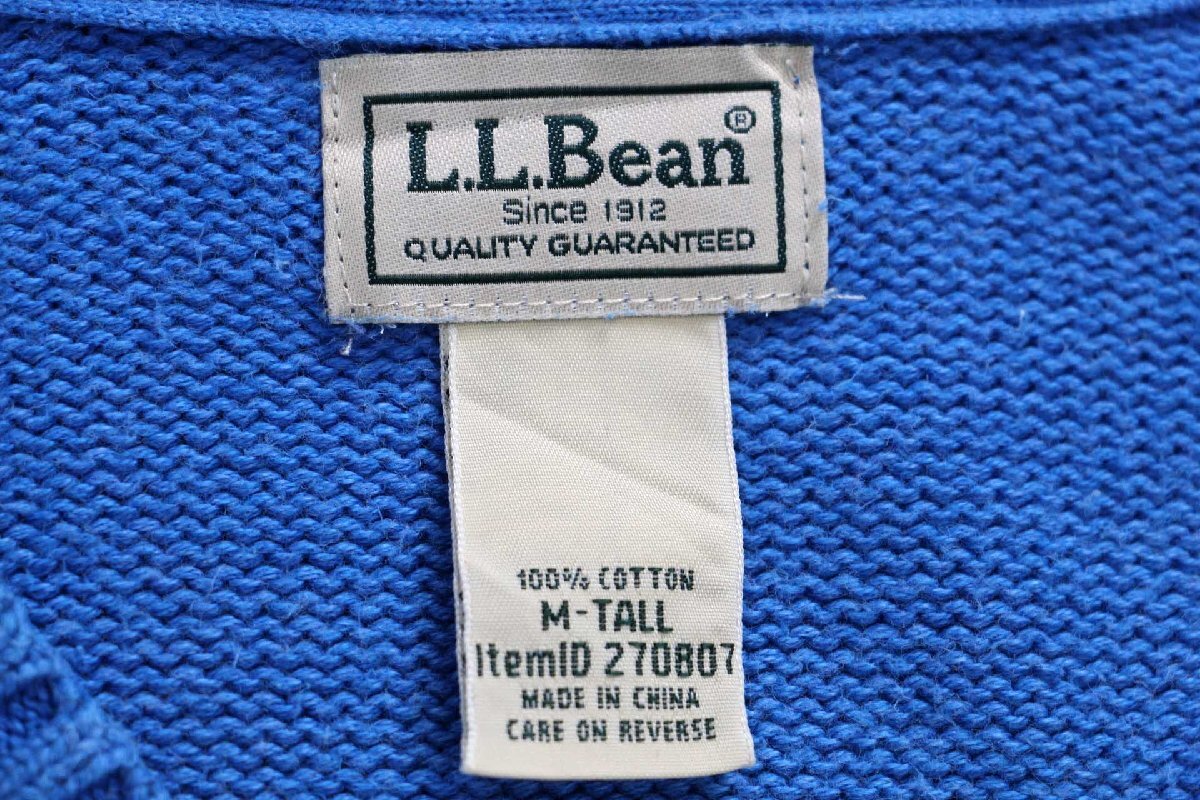 L.L.Bean®
Since 1912
QUALITY GUARANTEED
100% COTTON
M-TALL
ItemID 270807
MADE IN CHINA
CARE ON REVERSE